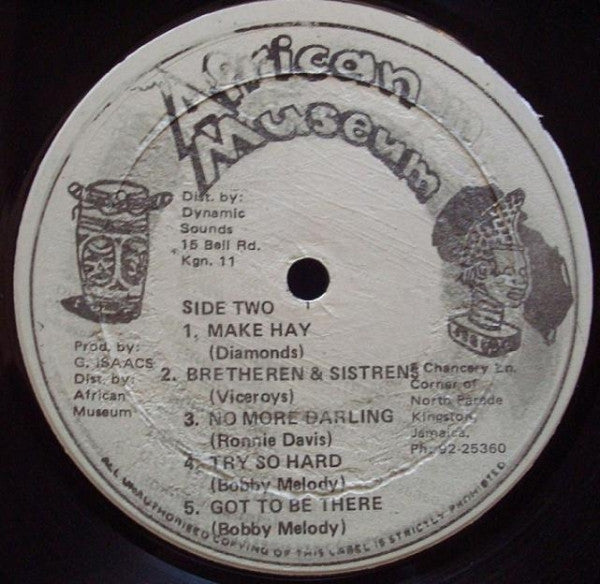 African
Museum
Dist. by:
Dynamic
Sounds
15 Bell Rd.
Kgn. 11
SIDE TWO
1, MAKE HAY
(Diamonds)
2. BRETHEREN & SISTRENS
(Viceroys)
3. NO MORE DARLING
(Ronnie Davis)
4. TRY SO HARD
(Bobby Melody)
5. GOT TO BE THERE
(Bobby Melody)
Prod. by:
G. ISAACS
Dist. by:
African
Museum
Chancery Ln.
Corner of
North Parade
Kingston,
Jamaica.
Ph: 92-25360
ALL UNAUTHORISED COPYING OF THIS LABEL IS STRICTLY PROHIBITED